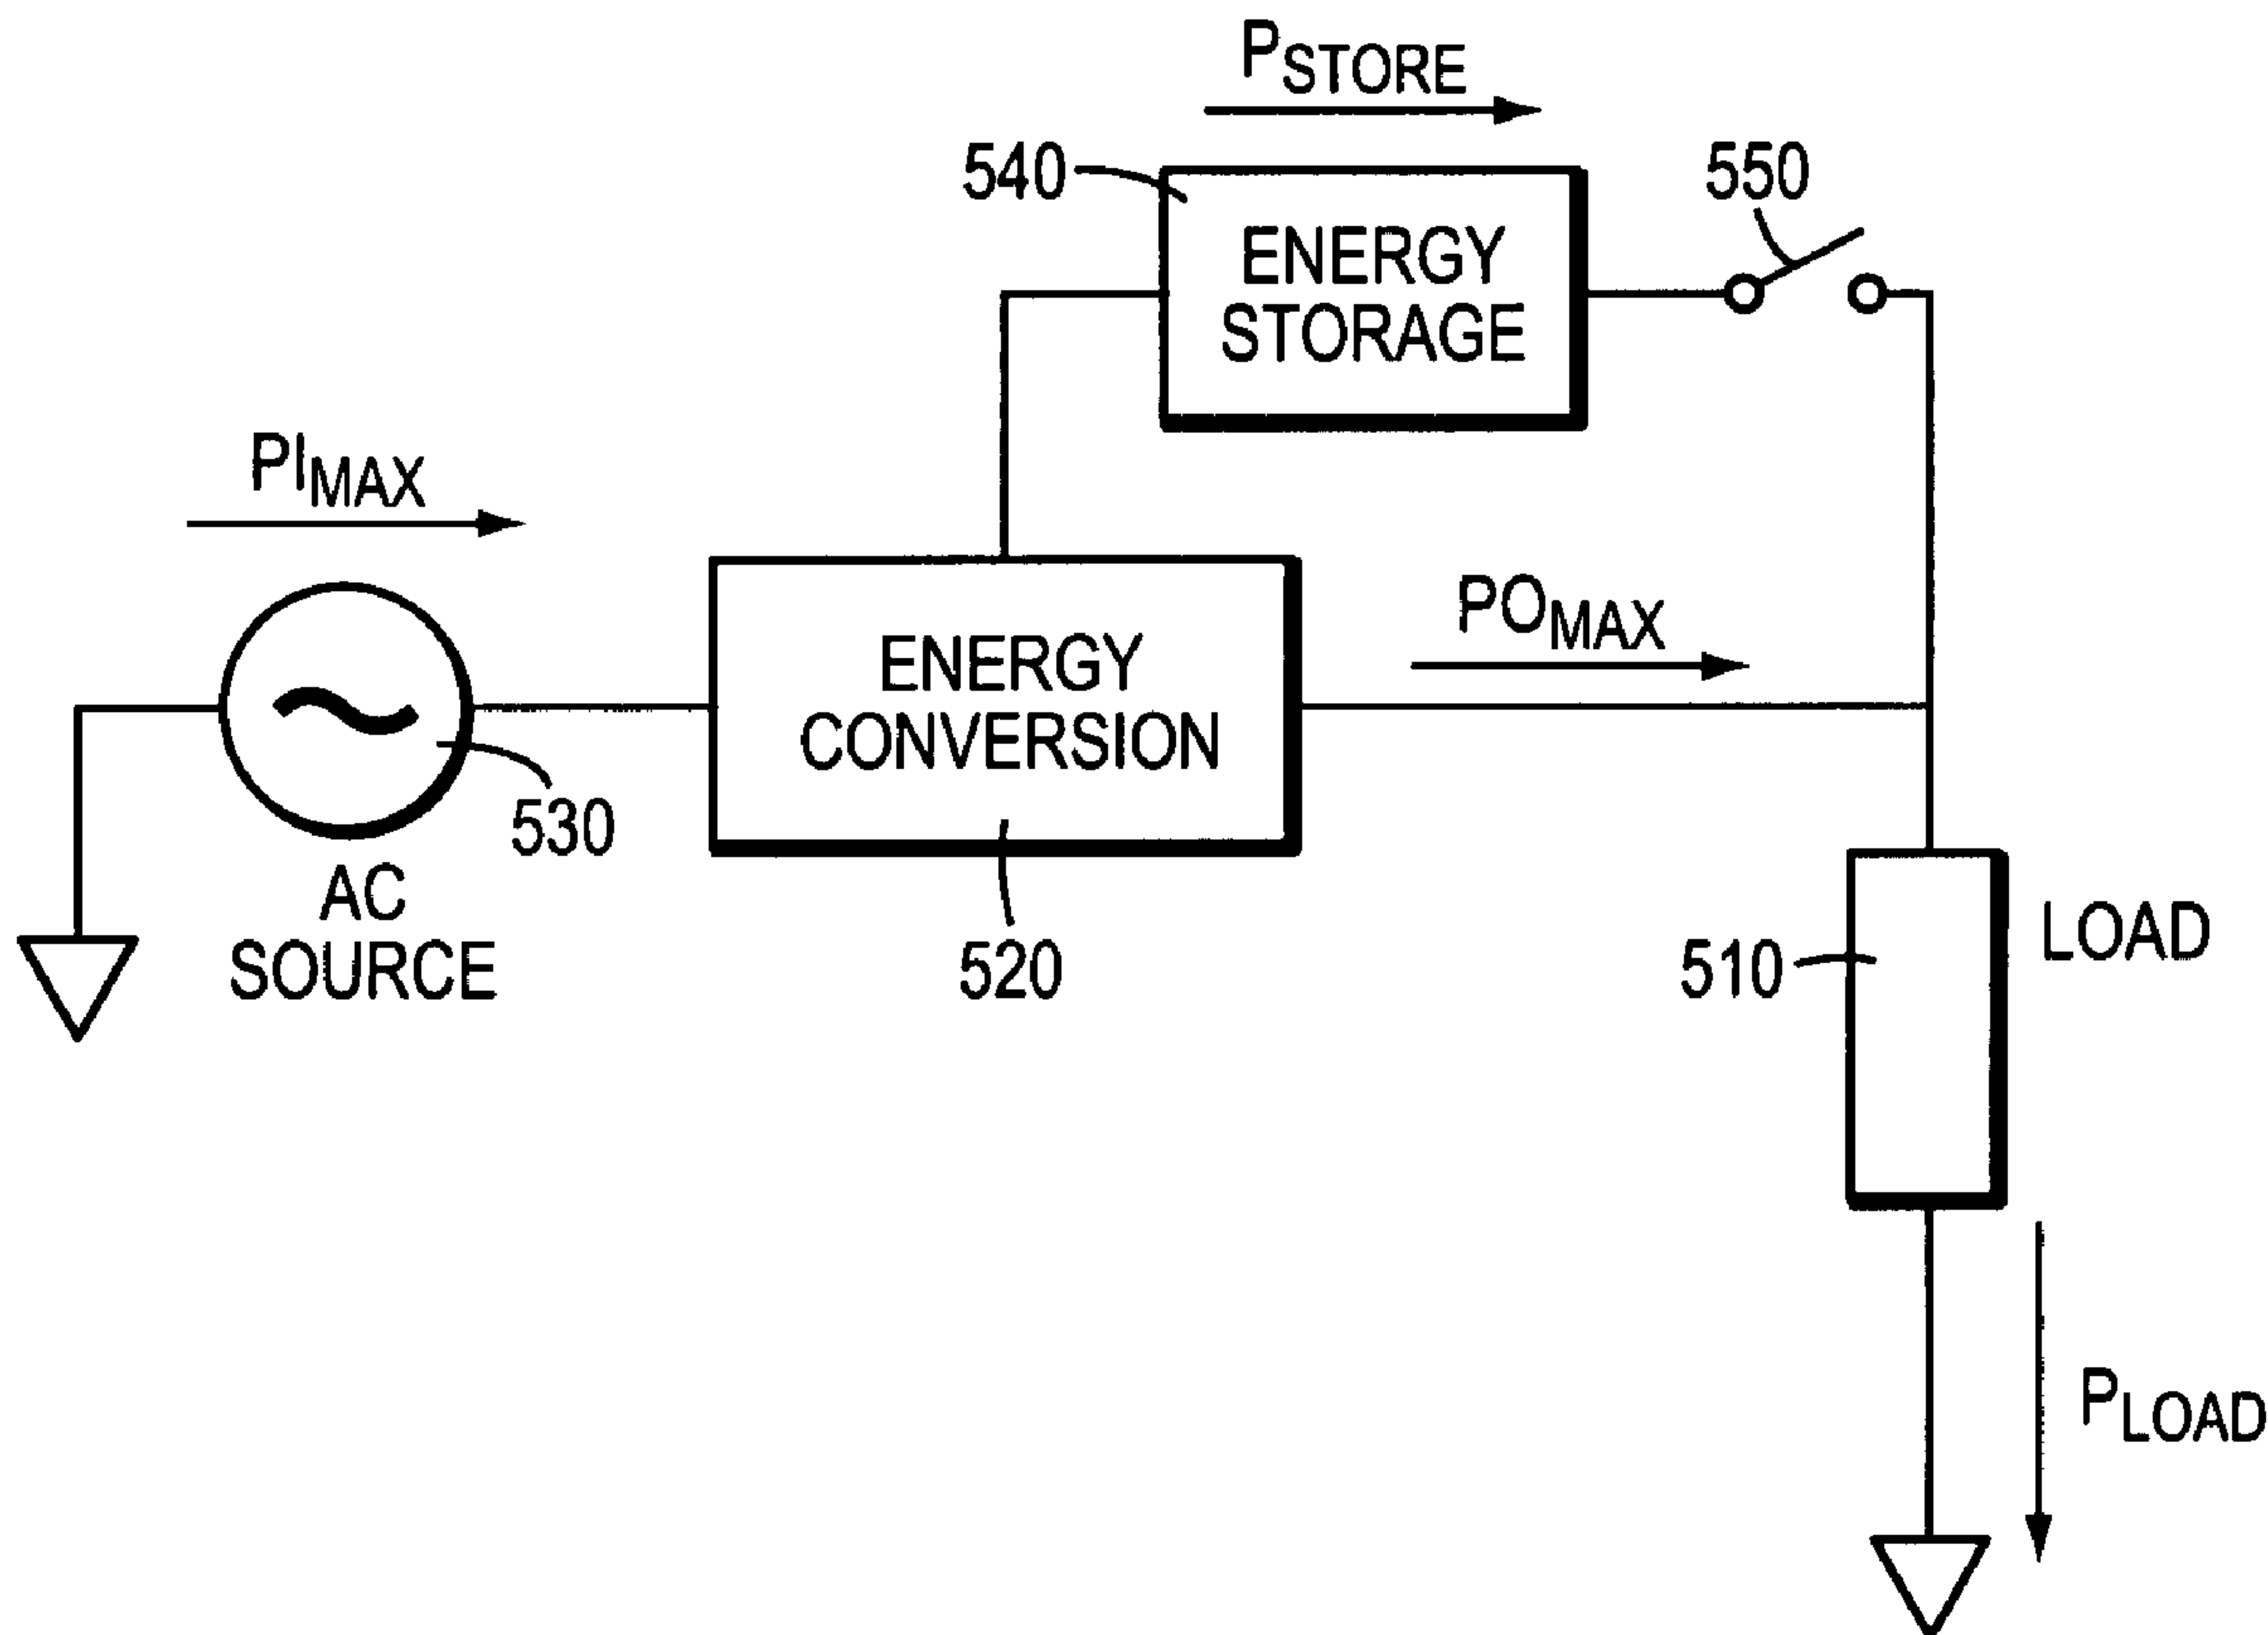 PSTORE
540
550
ENERGY
STORAGE
PIMAX
POMAX
ENERGY
CONVERSION
530
AC
SOURCE
520
510
LOAD
PLOAD